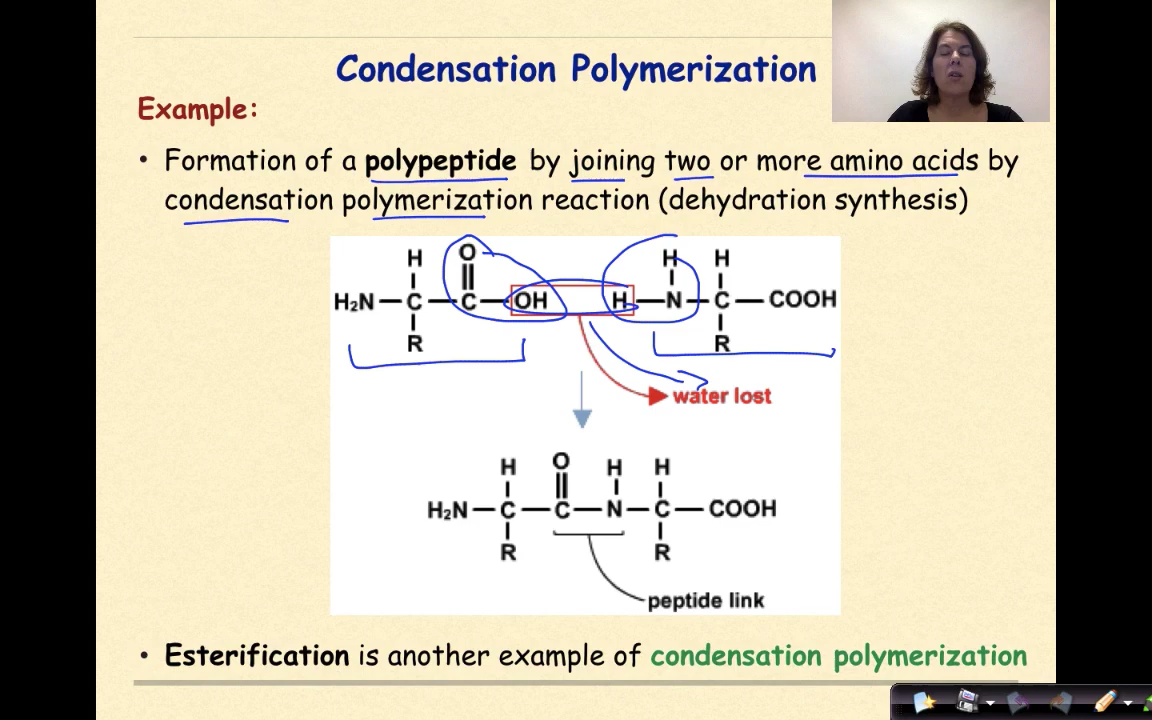 Condensation Polymerization
Example:
• Formation of a polypeptide by joining two or more amino acids by
condensation polymerization reaction (dehydration synthesis)
H O H H
H₂N—C—C—OH H—N—C—COOH
R R
water lost
H O H H
H₂N—C—C—N—C—COOH
R R
peptide link
• Esterification is another example of condensation polymerization